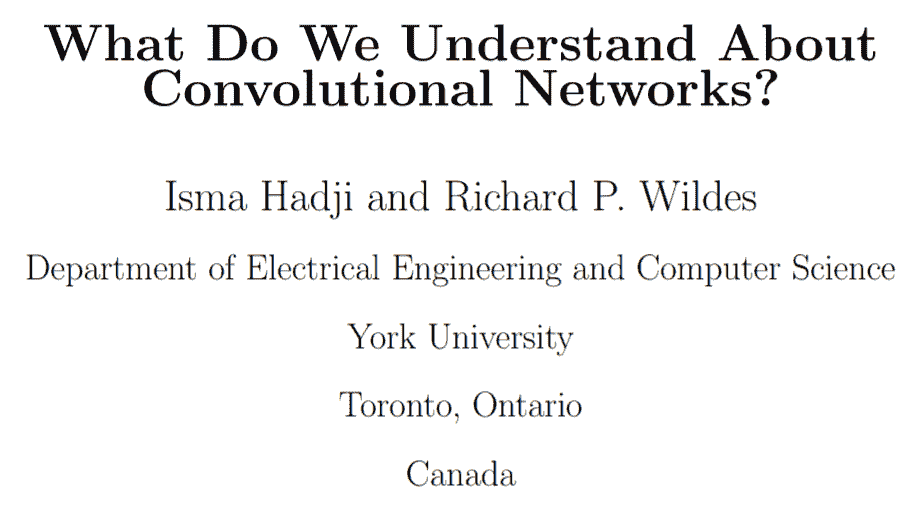 What Do We Understand About
Convolutional Networks?
Isma Hadji and Richard P. Wildes
Department of Electrical Engineering and Computer Science
York University
Toronto, Ontario
Canada